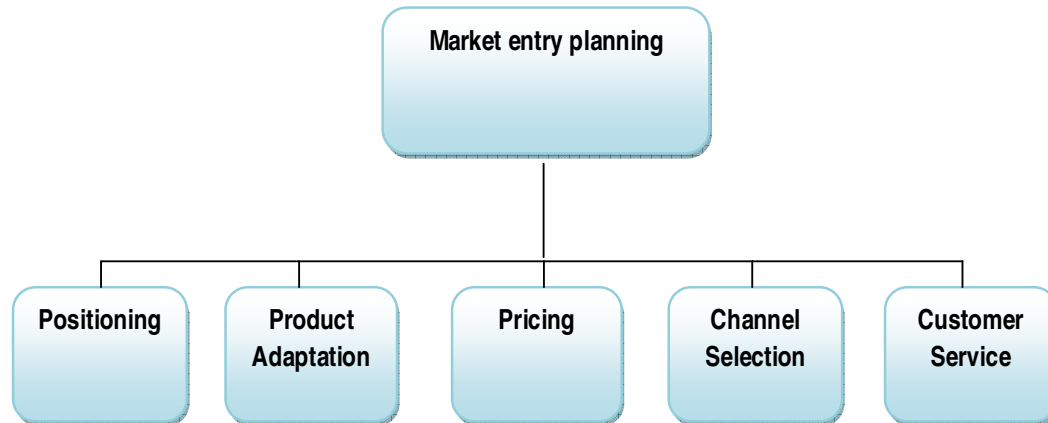 Market entry planning
Positioning
Product
Adaptation
Pricing
Channel
Selection
Customer
Service